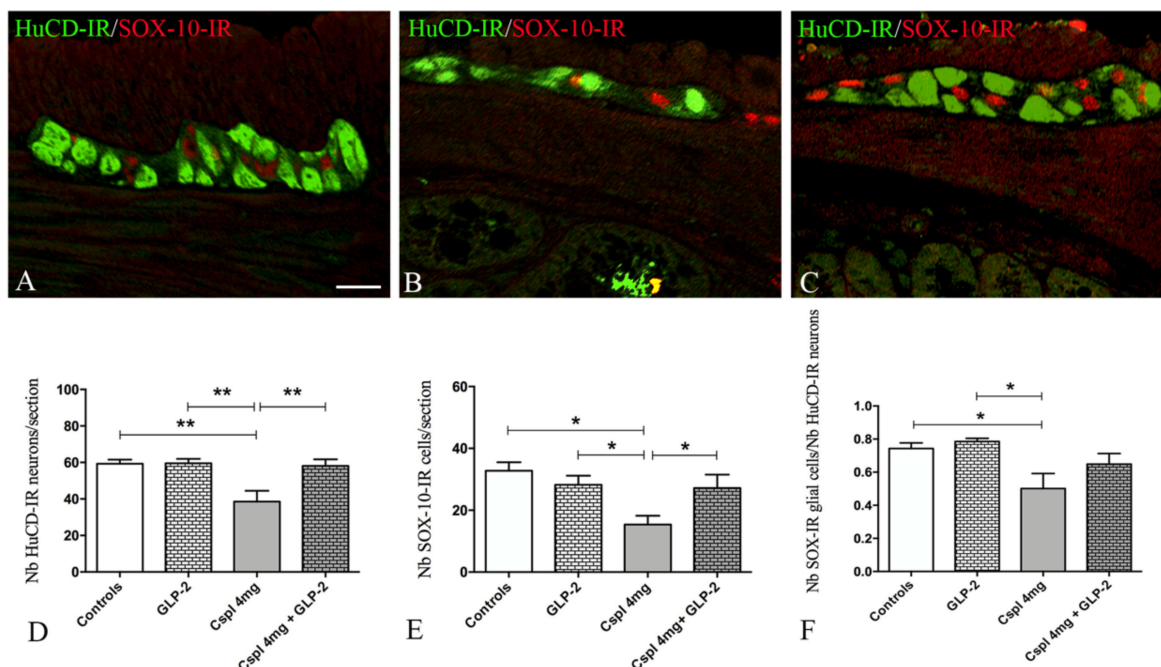 HuCD-IR/SOX-10-IR
A
HuCD-IR/SOX-10-IR
B
HuCD-IR/SOX-10-IR
C
Nb HuCD-IR neurons/section
100
80
60
40
20
0
**
**
**
Controls
GLP-2
Cspl 4mg
Cspl 4mg + GLP-2
D
Nb SOX-10-IR cells/section
60
40
20
0
*
*
*
Controls
GLP-2
Cspl 4mg
Cspl 4mg+ GLP-2
E
Nb SOX-IR glial cells/Nb HuCD-IR neurons
1.0
0.8
0.6
0.4
0.2
0.0
*
*
Controls
GLP-2
Cspl 4mg
Cspl 4mg + GLP-2
F